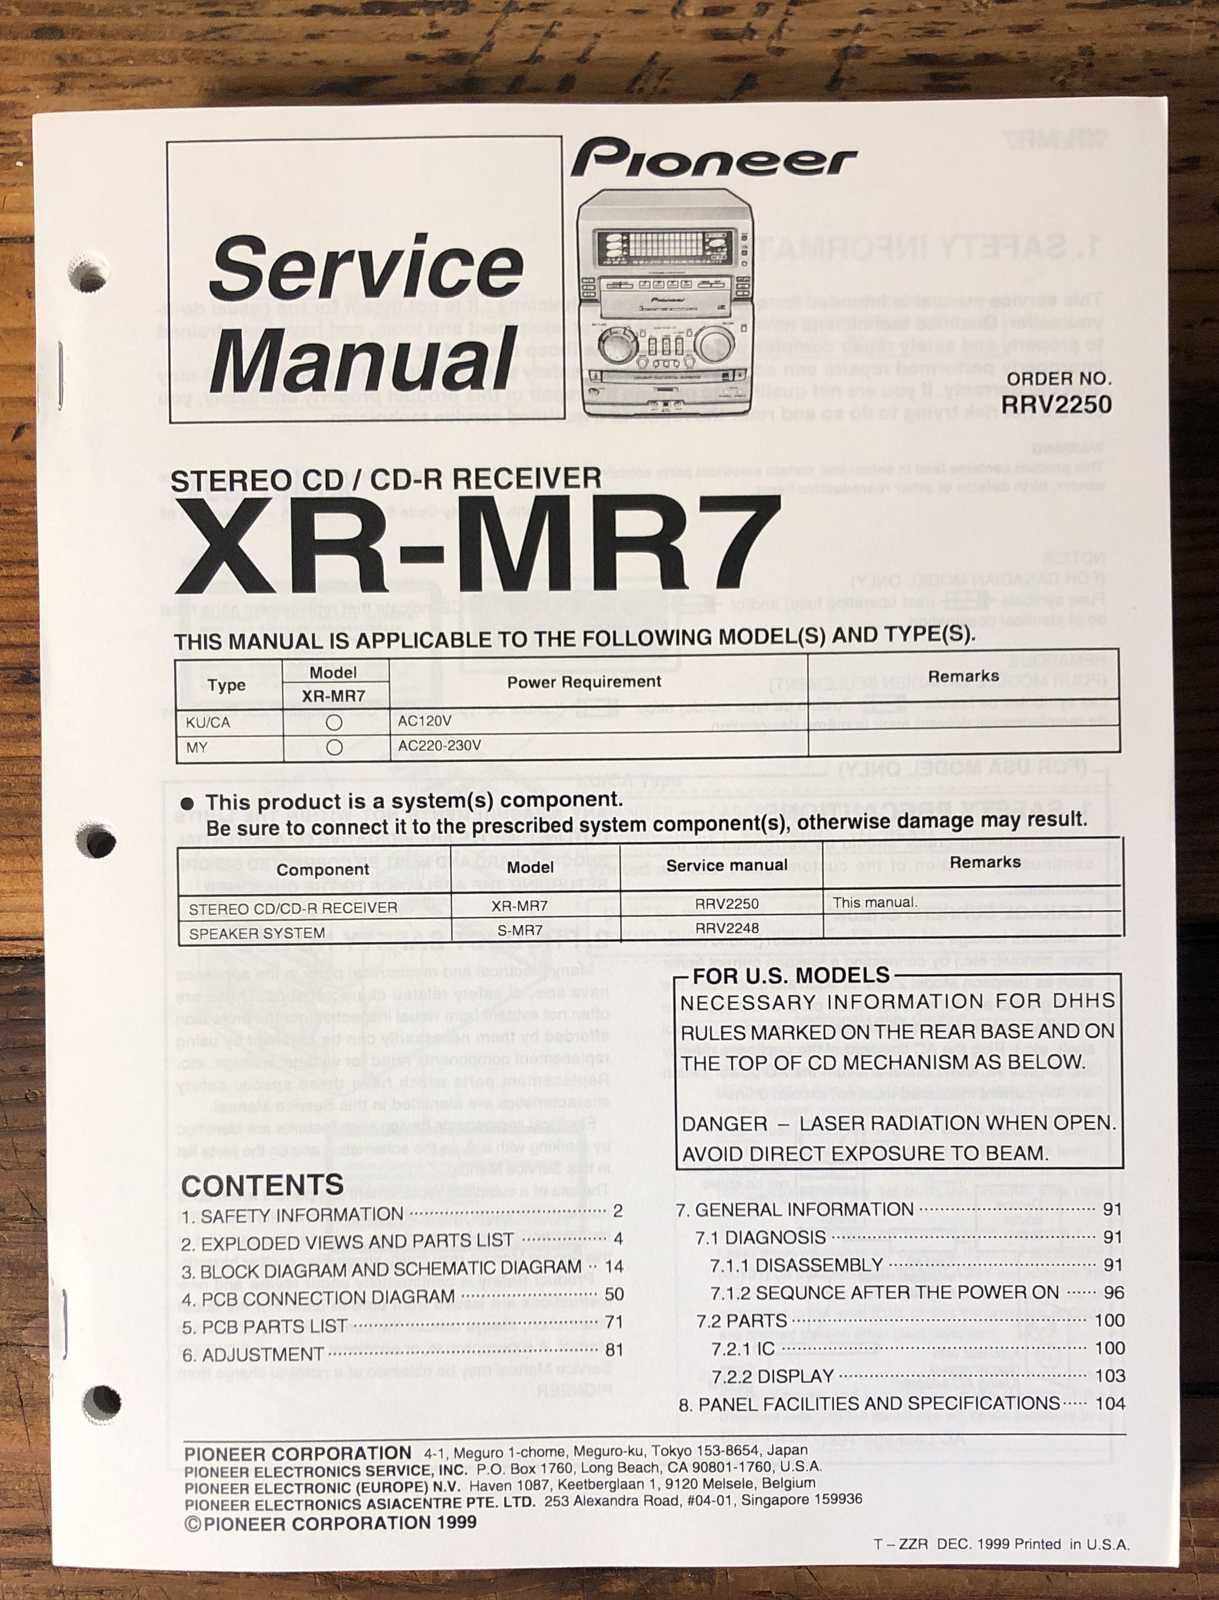 Pioneer
Service
Manual
Pioneer
ORDER NO.
RRV2250
STEREO CD / CD-R RECEIVER
XR-MR7
THIS MANUAL IS APPLICABLE TO THE FOLLOWING MODEL(S) AND TYPE(S).
Type Model Power Requirement Remarks
XR-MR7
KU/CA ○ AC120V
MY ○ AC220-230V
● This product is a system(s) component.
Be sure to connect it to the prescribed system component(s), otherwise damage may result.
Component Model Service manual Remarks
STEREO CD/CD-R RECEIVER XR-MR7 RRV2250 This manual.
SPEAKER SYSTEM S-MR7 RRV2248
FOR U.S. MODELS
NECESSARY INFORMATION FOR DHHS
RULES MARKED ON THE REAR BASE AND ON
THE TOP OF CD MECHANISM AS BELOW.
DANGER – LASER RADIATION WHEN OPEN.
AVOID DIRECT EXPOSURE TO BEAM.
CONTENTS
1. SAFETY INFORMATION 2
2. EXPLODED VIEWS AND PARTS LIST 4
3. BLOCK DIAGRAM AND SCHEMATIC DIAGRAM 14
4. PCB CONNECTION DIAGRAM 50
5. PCB PARTS LIST 71
6. ADJUSTMENT 81
7. GENERAL INFORMATION 91
7.1 DIAGNOSIS 91
7.1.1 DISASSEMBLY 91
7.1.2 SEQUNCE AFTER THE POWER ON 96
7.2 PARTS 100
7.2.1 IC 100
7.2.2 DISPLAY 103
8. PANEL FACILITIES AND SPECIFICATIONS 104
PIONEER CORPORATION 4-1, Meguro 1-chome, Meguro-ku, Tokyo 153-8654, Japan
PIONEER ELECTRONICS SERVICE, INC. P.O. Box 1760, Long Beach, CA 90801-1760, U.S.A.
PIONEER ELECTRONIC (EUROPE) N.V. Haven 1087, Keetberglaan 1, 9120 Melsele, Belgium
PIONEER ELECTRONICS ASIACENTRE PTE. LTD. 253 Alexandra Road, #04-01, Singapore 159936
©PIONEER CORPORATION 1999
T – ZZR DEC. 1999 Printed in U.S.A.